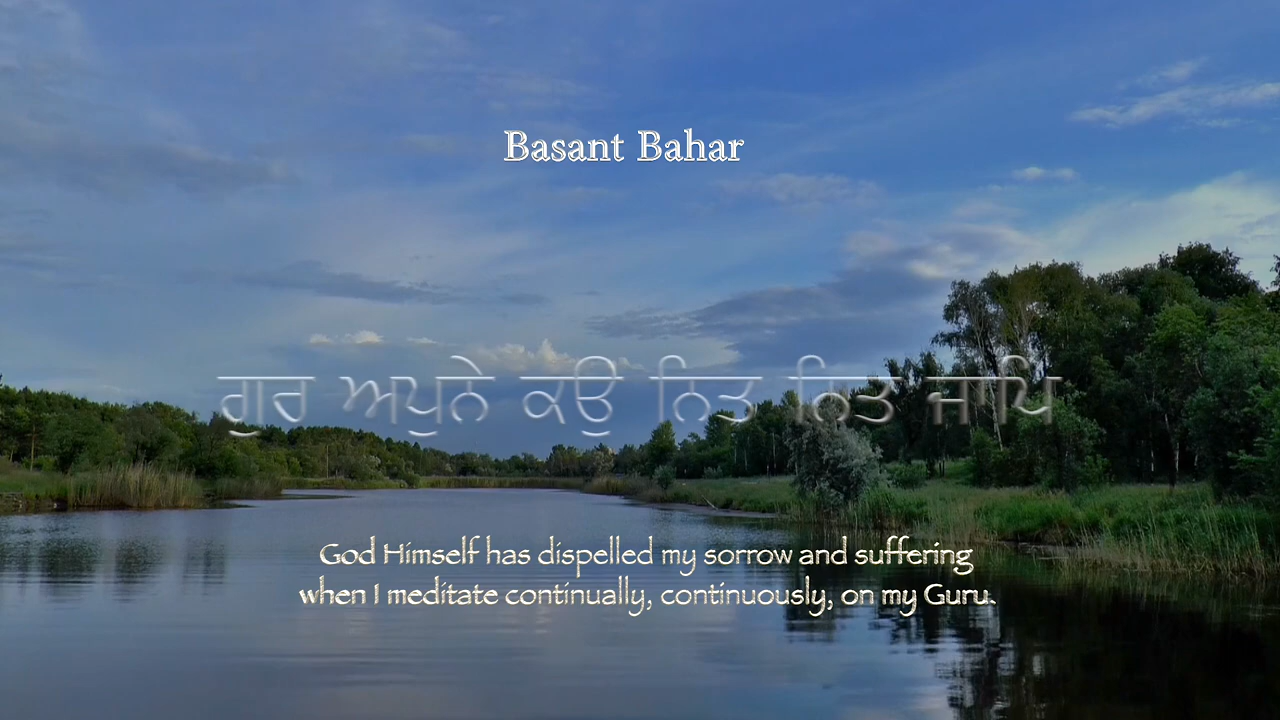 Basant Bahar
ਗੁਰ ਅਪੁਨੇ ਕਉ ਨਿਤ ਨਿਤ ਜਾਪਿ
God Himself has dispelled my sorrow and suffering
when I meditate continually, continuously, on my Guru.